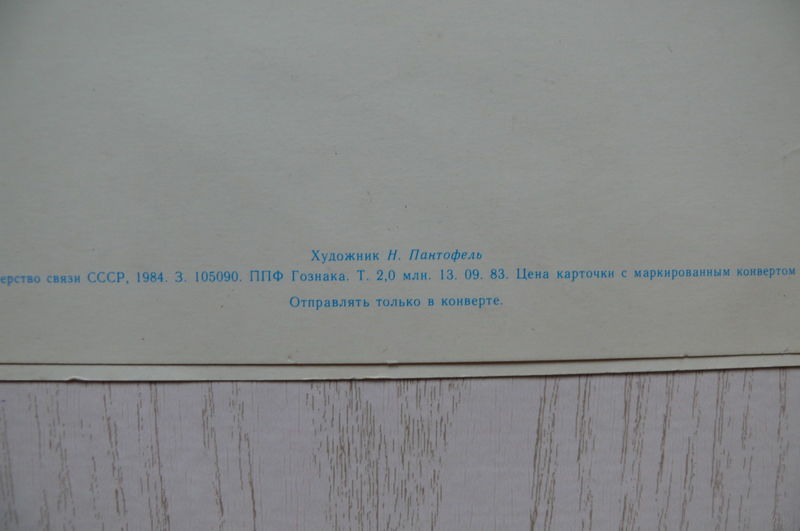 Художник Н. Пантофель
ерство связи СССР, 1984. З. 105090. ППФ Гознака. Т. 2,0 млн. 13. 09. 83. Цена карточки с маркированным конвертом
Отправлять только в конверте.